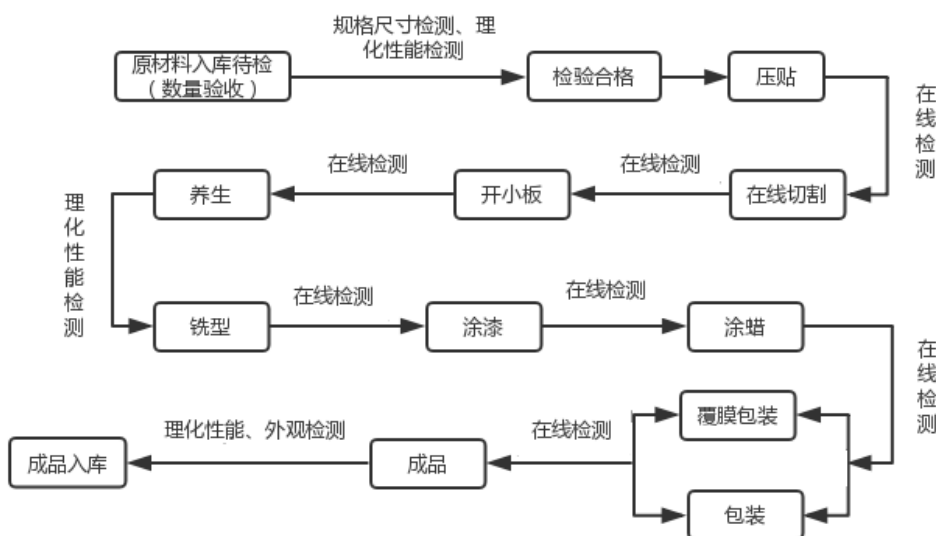 规格尺寸检测、理
化性能检测
原材料入库待检
（数量验收）
检验合格
压贴
在线检测
养生
在线检测
开小板
在线检测
在线切割
理化性能检测
铣型
在线检测
涂漆
在线检测
涂蜡
在线检测
成品入库
理化性能、外观检测
成品
在线检测
覆膜包装
包装